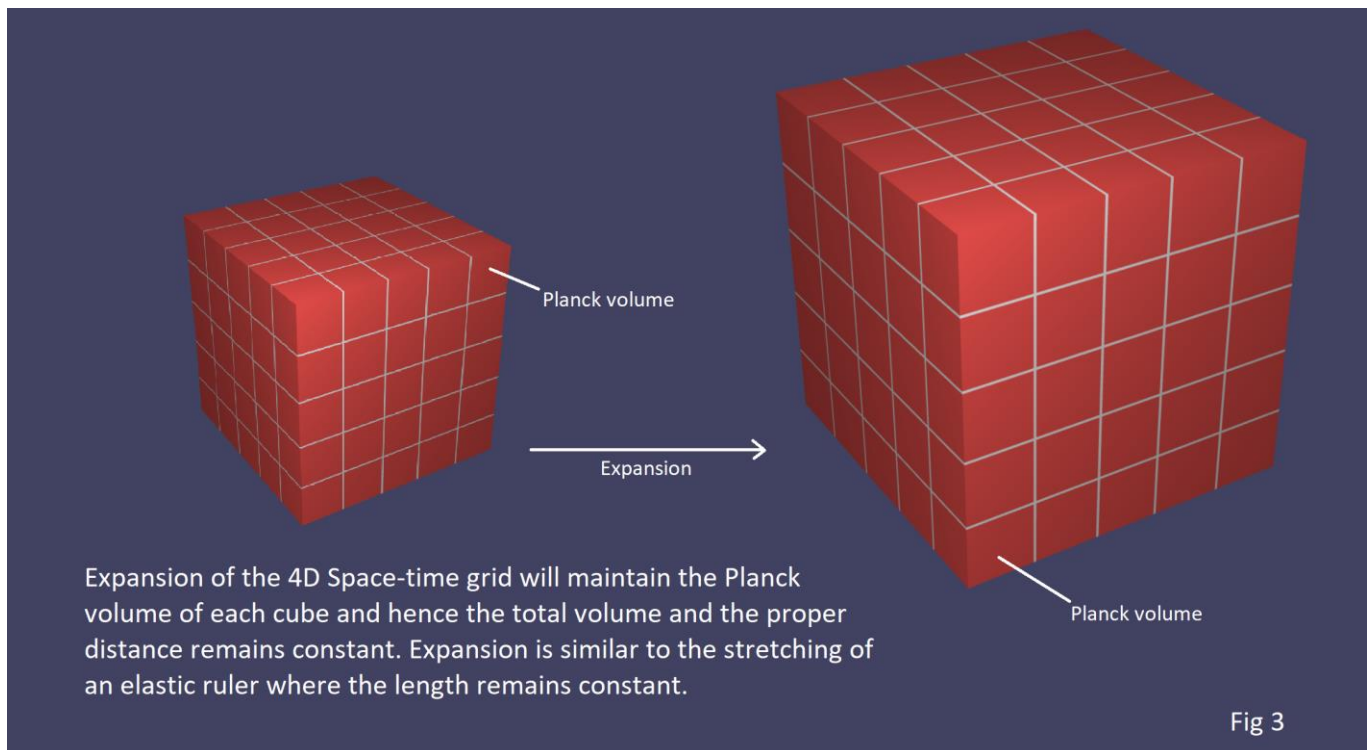 Planck volume
Expansion
Planck volume
Expansion of the 4D Space-time grid will maintain the Planck
volume of each cube and hence the total volume and the proper
distance remains constant. Expansion is similar to the stretching of
an elastic ruler where the length remains constant.
Fig 3